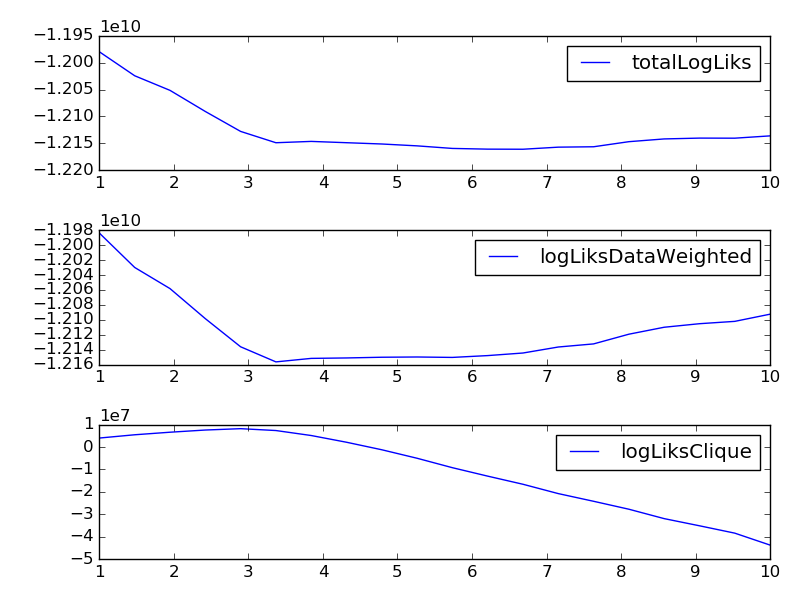 1e10
−1.195
−1.200
−1.205
−1.210
−1.215
−1.220
totalLogLiks
1 2 3 4 5 6 7 8 9 10
1e10
−1.198
−1.200
−1.202
−1.204
−1.206
−1.208
−1.210
−1.212
−1.214
−1.216
logLiksDataWeighted
1 2 3 4 5 6 7 8 9 10
1e7
1
0
−1
−2
−3
−4
−5
logLiksClique
1 2 3 4 5 6 7 8 9 10